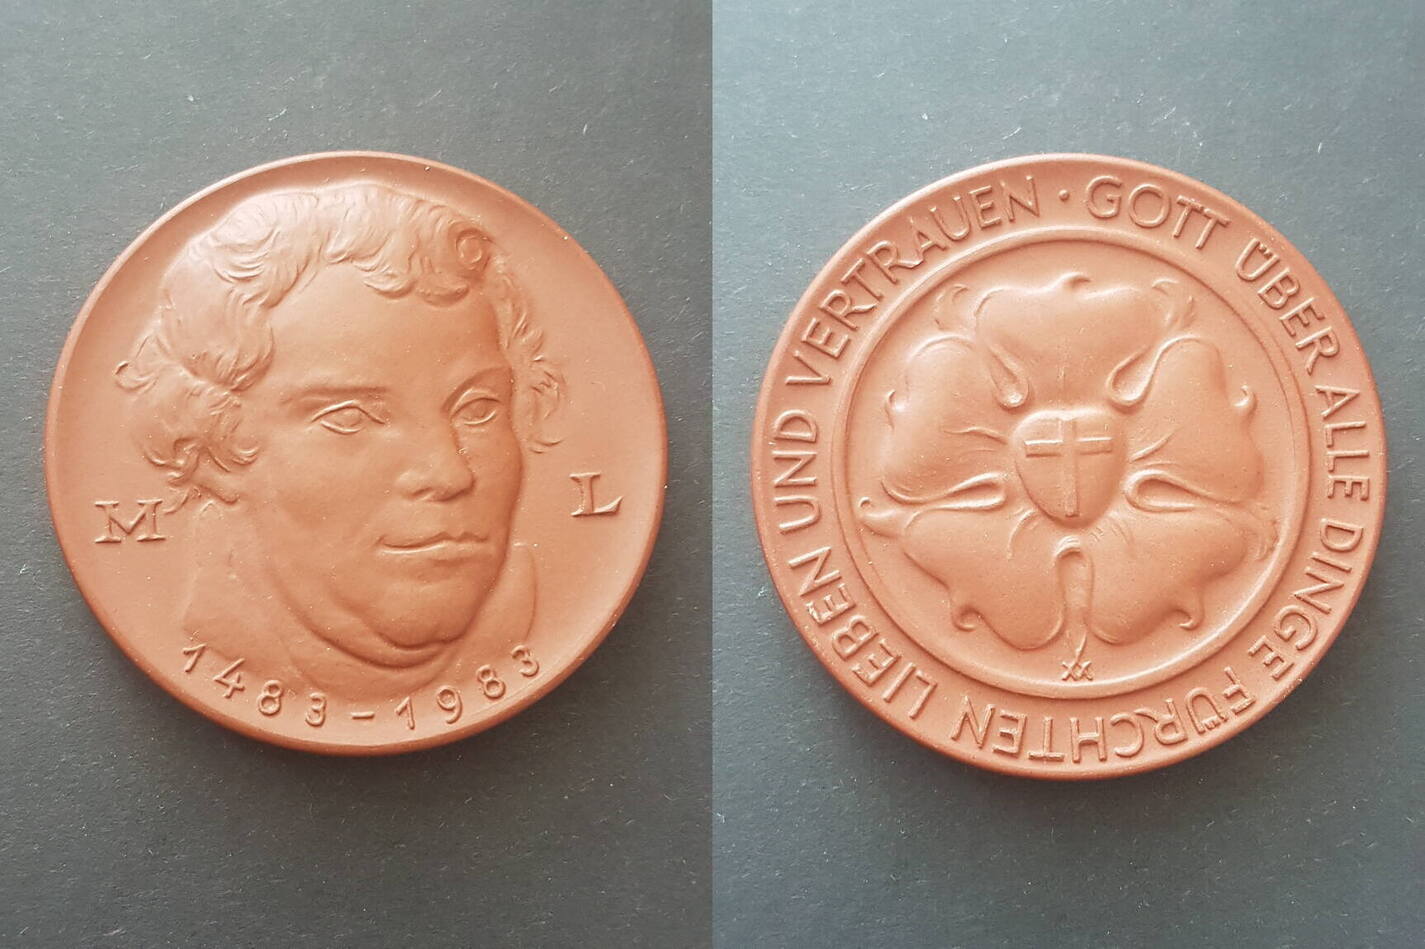 M L
1483-1983
GOTT ÜBER ALLE DINGE FÜRCHTEN LIEBEN UND VERTRAUEN ·